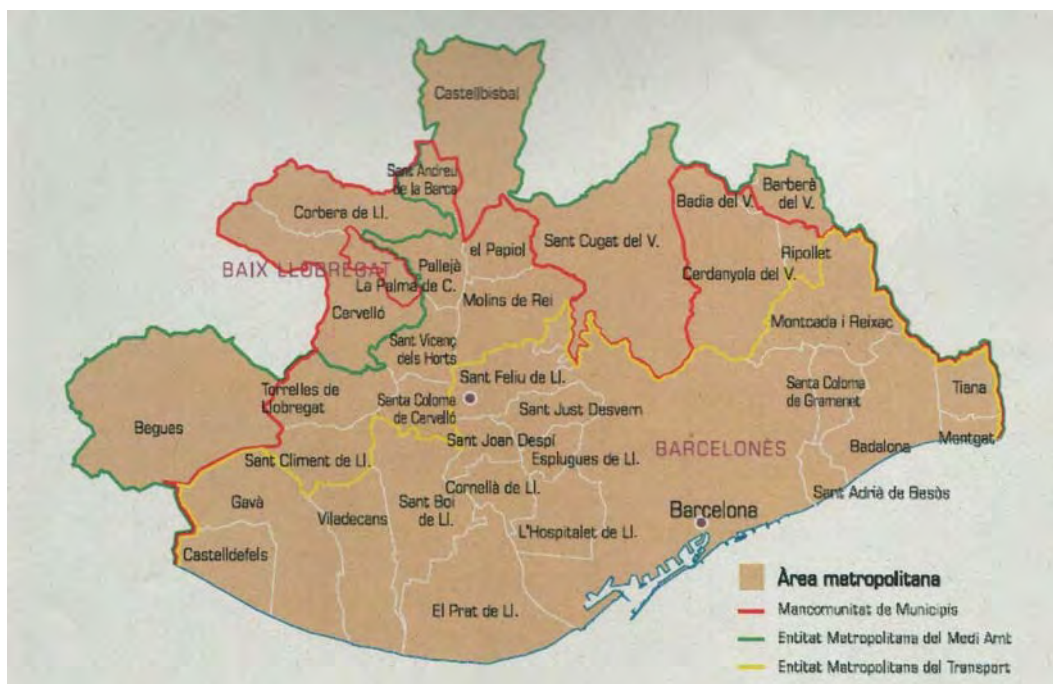 Castellbisbal
Sant Andreu
de la Barca
Corbera de Ll.
BAIX LLOBREGAT
Pallejà
La Palma de C.
Cervelló
el Papiol
Molins de Rei
Sant Cugat del V.
Badia del V.
Barberà
del V.
Ripollet
Cerdanyola del V.
Montcada i Reixac
Sant Vicenç
dels Horts
Torrelles de
Llobregat
Santa Coloma
de Cervelló
Sant Feliu de Ll.
Sant Just Desvern
Santa Coloma
de Gramenet
Tiana
Montgat
Begues
Sant Climent de Ll.
Sant Joan Despí
Esplugues de Ll.
BARCELONÈS
Badalona
Gavà
Viladecans
Sant Boi
de Ll.
Cornellà de Ll.
L'Hospitalet de Ll.
Barcelona
Sant Adrià de Besòs
Castelldefels
El Prat de Ll.
Àrea metropolitana
Mancomunitat de Municipis
Entitat Metropolitana del Medi Amt
Entitat Metropolitana del Transport